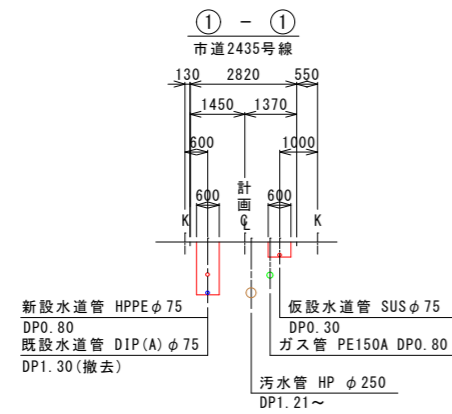 ① - ①
市道2435号線
130 2820 550
1450 1370
600 1000
600 計画 600
K ℄ K
新設水道管 HPPEφ75
DP0.80
既設水道管 DIP(A)φ75
DP1.30(撤去)
仮設水道管 SUSφ75
DP0.30
ガス管 PE150A DP0.80
汚水管 HP φ250
DP1.21～